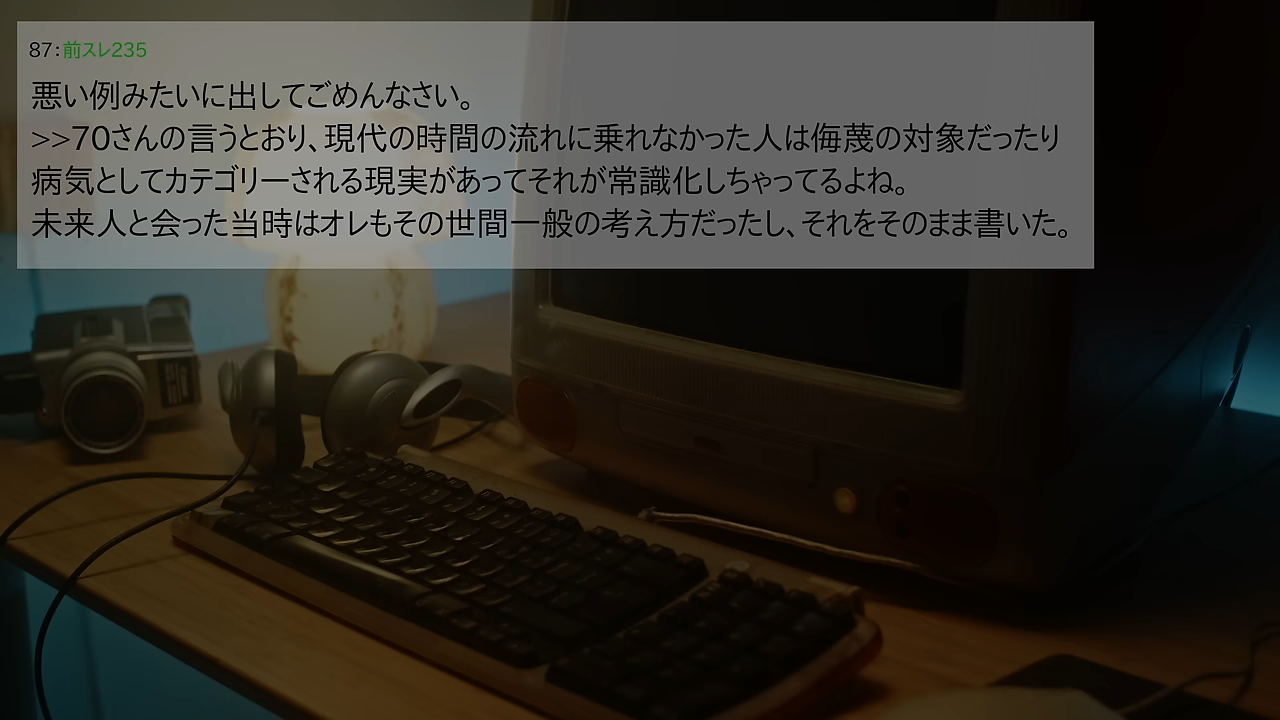 87：前スレ235
悪い例みたいに出してごめんなさい。
>>70さんの言うとおり、現代の時間の流れに乗れなかった人は侮蔑の対象だったり
病気としてカテゴリーされる現実があってそれが常識化しちゃってるよね。
未来人と会った当時はオレもその世間一般の考え方だったし、それをそのまま書いた。